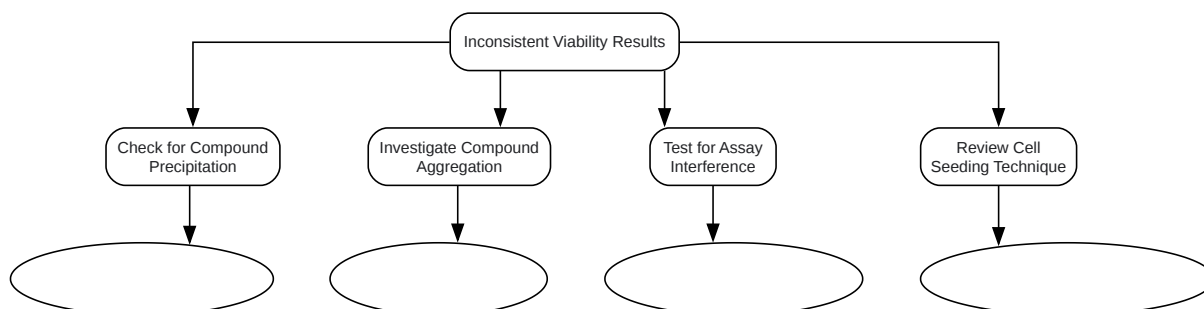 Inconsistent Viability Results
Check for Compound
Precipitation
Investigate Compound
Aggregation
Test for Assay
Interference
Review Cell
Seeding Technique